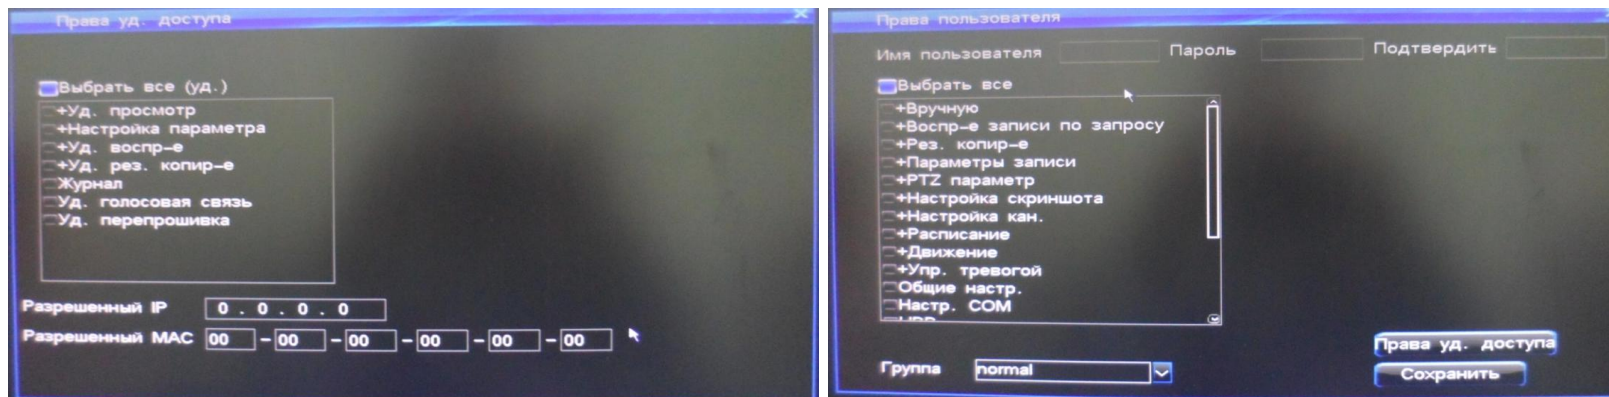 Права уд. доступа
Выбрать все (уд.)
+Уд. просмотр
+Настройка параметра
+Уд. воспр-е
+Уд. рез. копир-е
Журнал
Уд. голосовая связь
Уд. перепрошивка
Разрешенный IP 0 . 0 . 0 . 0
Разрешенный MAC 00 - 00 - 00 - 00 - 00 - 00
Права пользователя
Имя пользователя Пароль Подтвердить
Выбрать все
+Вручную
+Воспр-е записи по запросу
+Рез. копир-е
+Параметры записи
+PTZ параметр
+Настройка скриншота
+Настройка кан.
+Расписание
+Движение
+Упр. тревогой
Общие настр.
Настр. COM
Права уд. доступа
Группа normal
Сохранить